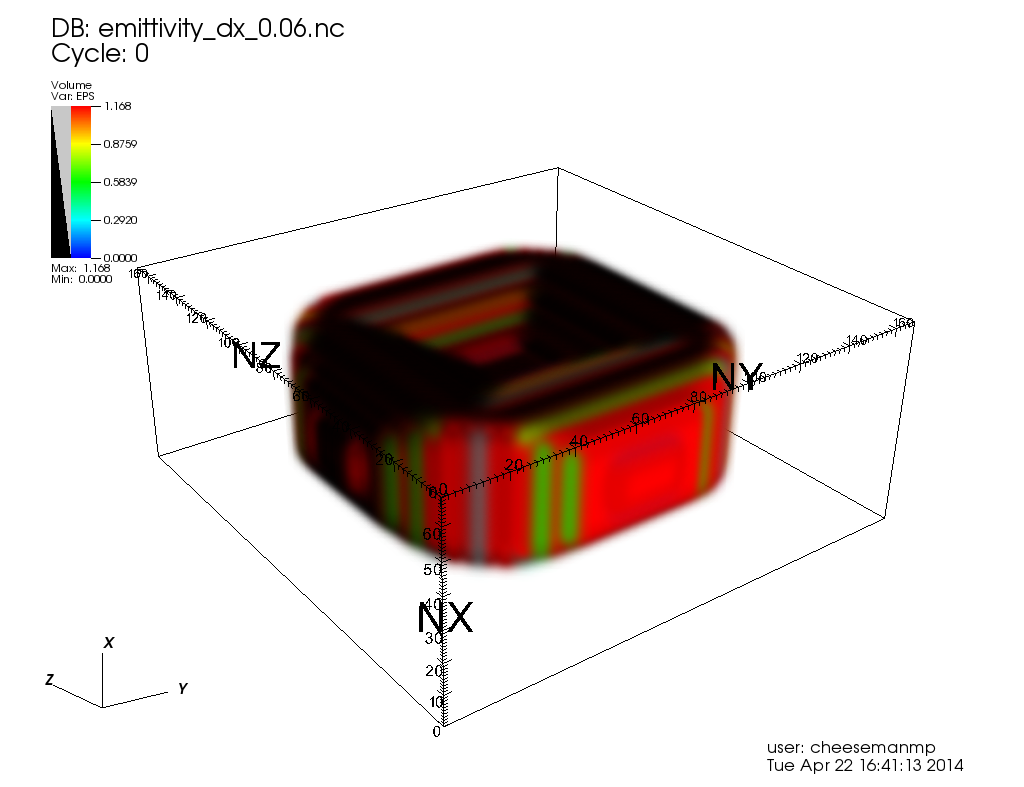 DB: emittivity_dx_0.06.nc
Cycle: 0
Volume
Var: EPS
1.168
0.8759
0.5839
0.2920
0.0000
Max: 1.168
Min: 0.0000
160
140
120
100
80
60
20
0
NZ
0
20
40
60
80
120
140
160
NY
60
50
40
30
20
10
0
NX
X
Z
Y
user: cheesemanmp
Tue Apr 22 16:41:13 2014